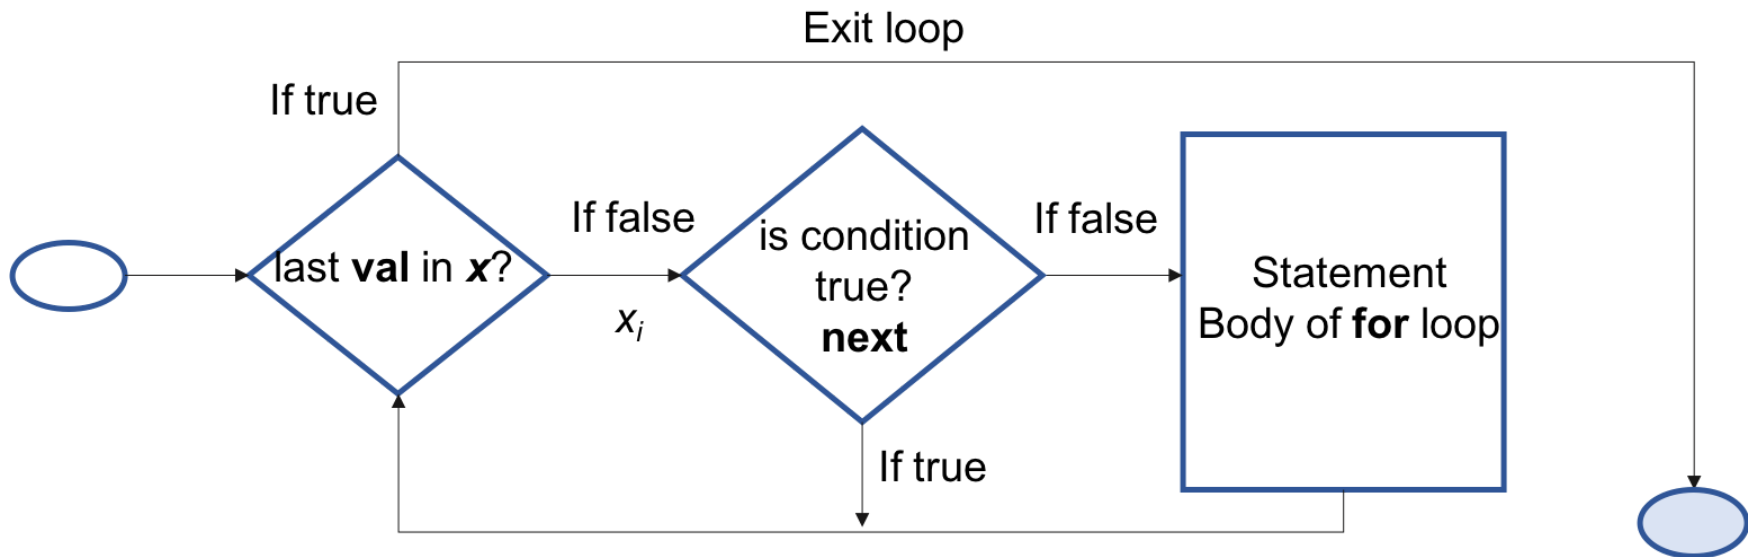 Exit loop
If true
last val in x?
If false
x_i
is condition
true?
next
If true
If false
Statement
Body of for loop